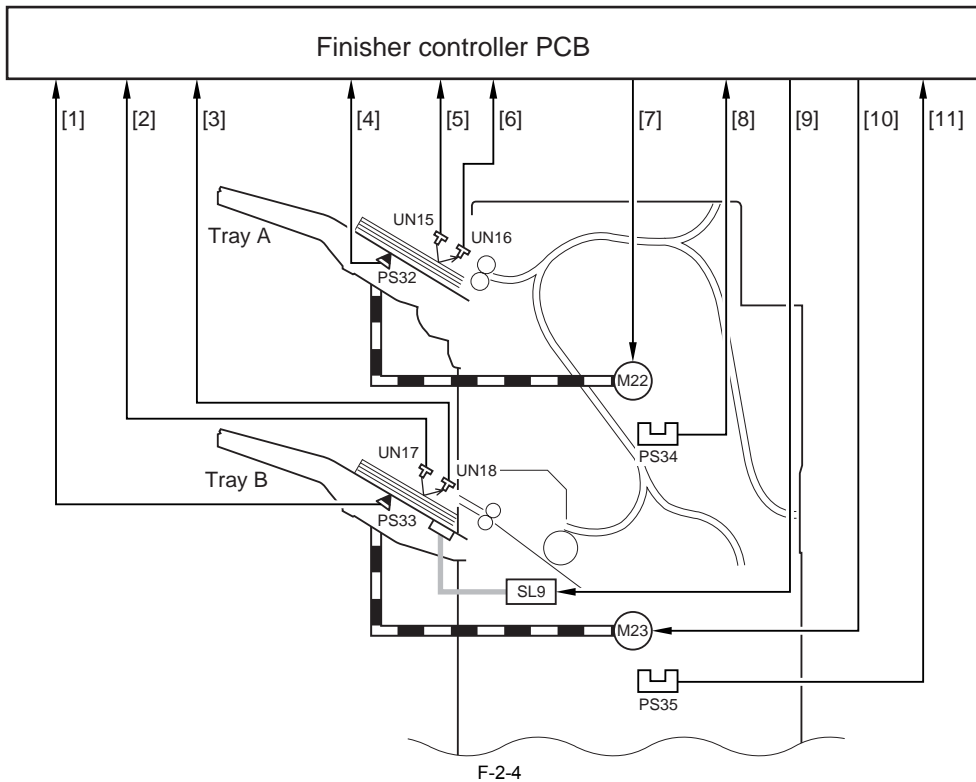 Finisher controller PCB
[1] [2] [3] [4] [5] [6] [7] [8] [9] [10] [11]
UN15
UN16
Tray A
PS32
M22
PS34
UN17
UN18
Tray B
PS33
SL9
M23
PS35
F-2-4